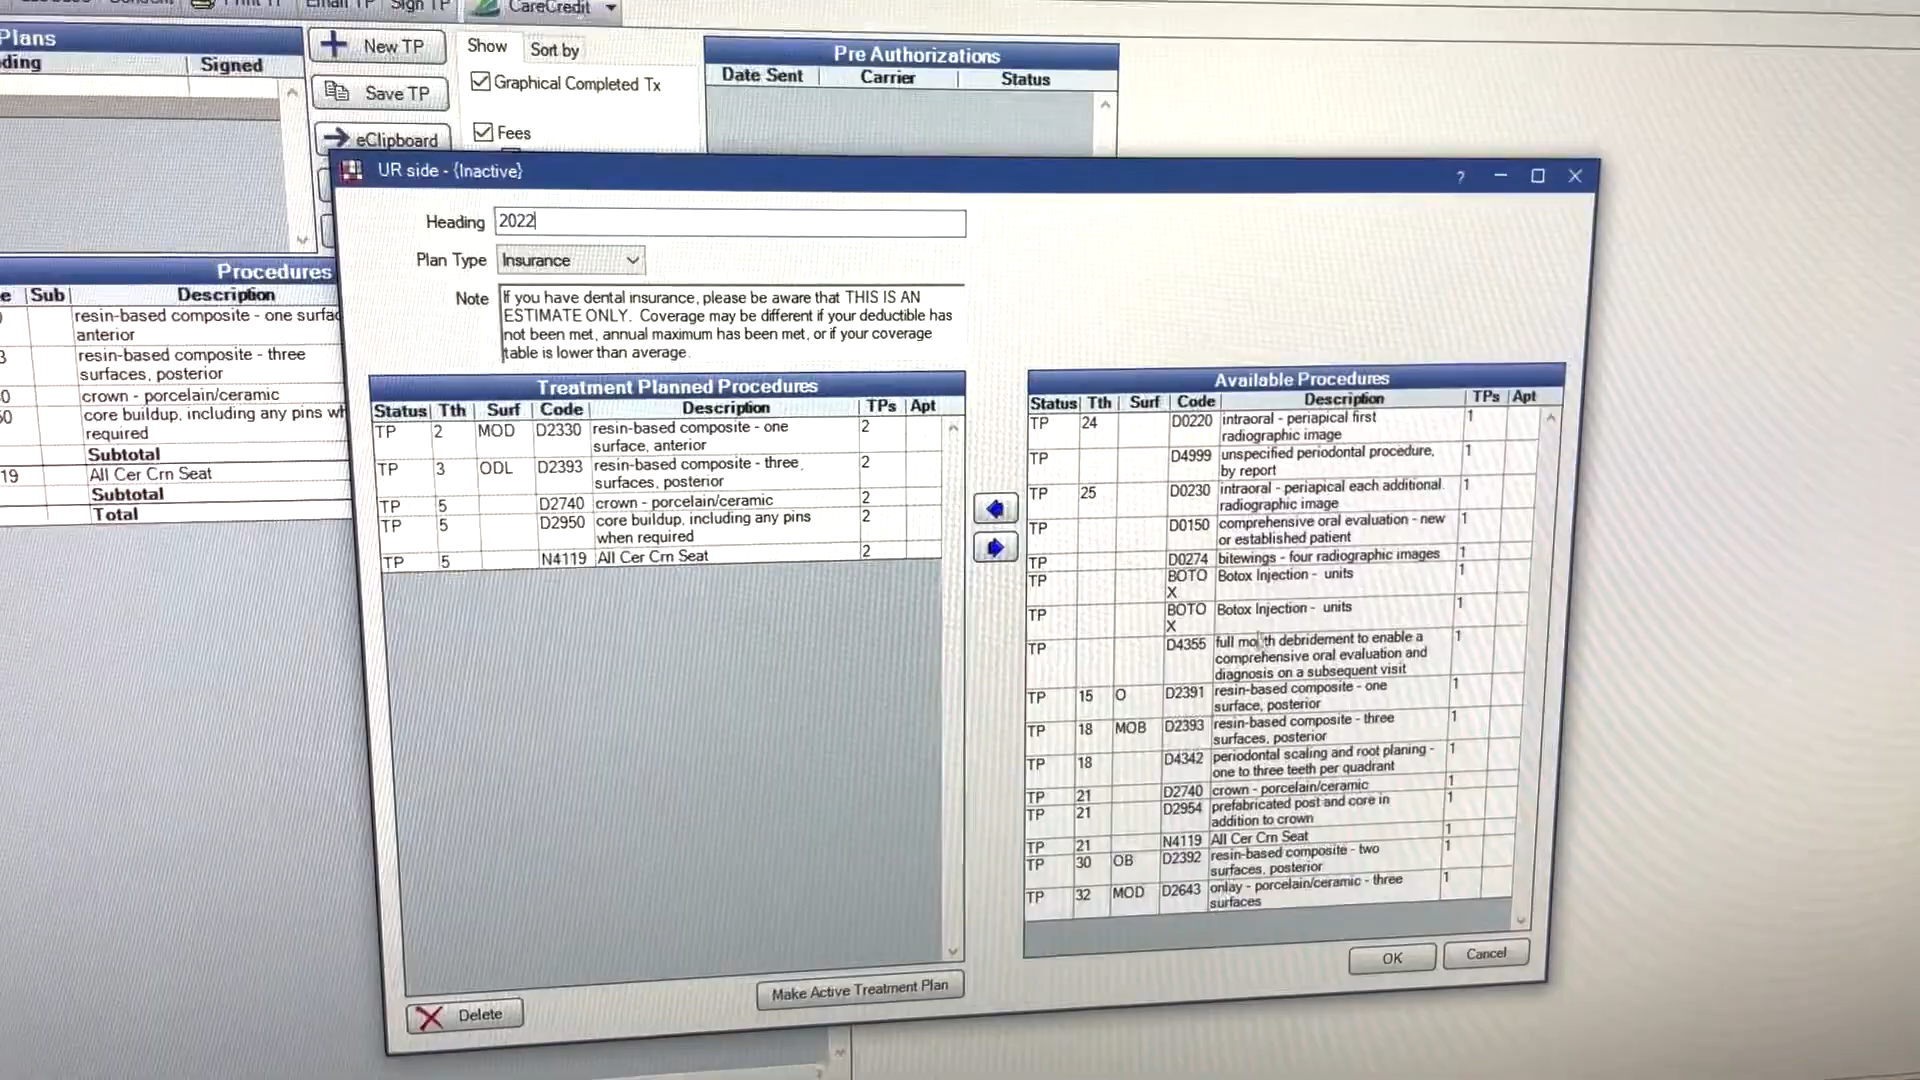 Print TP
Email TP
Sign TP
CareCredit
Plans
ding
Signed
New TP
Save TP
eClipboard
Show
Sort by
Graphical Completed Tx
Fees
Pre Authorizations
Date Sent Carrier Status
Procedures
e Sub Description
resin-based composite - one surfac
anterior
3 resin-based composite - three
surfaces, posterior
0 crown - porcelain/ceramic
50 core buildup, including any pins wh
required
Subtotal
19 All Cer Crn Seat
Subtotal
Total
UR side - {Inactive}
?
Heading 2022
Plan Type Insurance
Note If you have dental insurance, please be aware that THIS IS AN
ESTIMATE ONLY. Coverage may be different if your deductible has
not been met, annual maximum has been met, or if your coverage
table is lower than average.
Treatment Planned Procedures
Status Tth Surf Code Description TPs Apt
TP 2 MOD D2330 resin-based composite - one 2
surface, anterior
TP 3 ODL D2393 resin-based composite - three 2
surfaces, posterior
TP 5 D2740 crown - porcelain/ceramic 2
TP 5 D2950 core buildup, including any pins 2
when required
TP 5 N4119 All Cer Crn Seat 2
Available Procedures
Status Tth Surf Code Description TPs Apt
TP 24 D0220 intraoral - periapical first 1
radiographic image
TP D4999 unspecified periodontal procedure, 1
by report
TP 25 D0230 intraoral - periapical each additional 1
radiographic image
TP D0150 comprehensive oral evaluation - new 1
or established patient
TP D0274 bitewings - four radiographic images 1
TP BOTO Botox Injection - units 1
X
TP BOTO Botox Injection - units 1
X
TP D4355 full mouth debridement to enable a 1
comprehensive oral evaluation and
diagnosis on a subsequent visit
TP 15 O D2391 resin-based composite - one 1
surface, posterior
TP 18 MOB D2393 resin-based composite - three 1
surfaces, posterior
TP 18 D4342 periodontal scaling and root planing - 1
one to three teeth per quadrant
TP 21 D2740 crown - porcelain/ceramic 1
TP 21 D2954 prefabricated post and core in 1
addition to crown
TP 21 N4119 All Cer Crn Seat 1
TP 30 OB D2392 resin-based composite - two 1
surfaces, posterior
TP 32 MOD D2643 onlay - porcelain/ceramic - three 1
surfaces
OK
Cancel
Make Active Treatment Plan
Delete